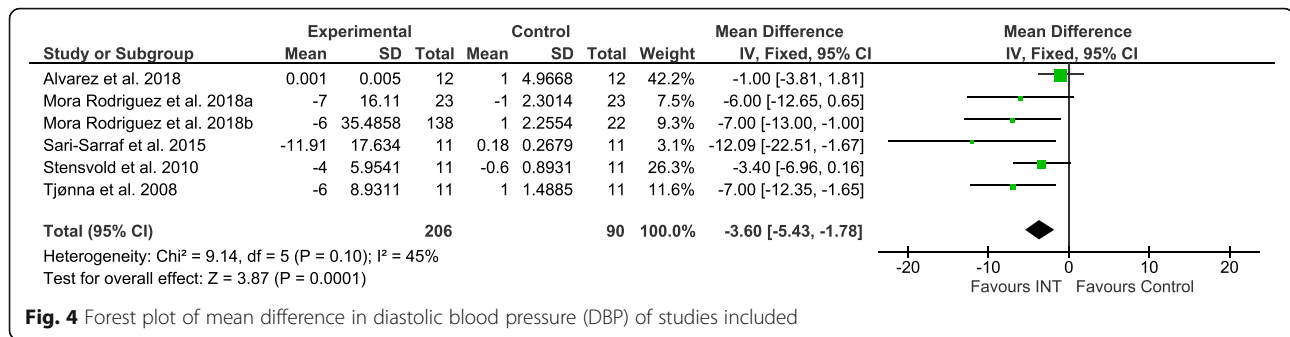 Experimental Control Mean Difference Mean Difference
Study or Subgroup Mean SD Total Mean SD Total Weight IV, Fixed, 95% CI IV, Fixed, 95% CI
Alvarez et al. 2018 0.001 0.005 12 1 4.9668 12 42.2% -1.00 [-3.81, 1.81]
Mora Rodriguez et al. 2018a -7 16.11 23 -1 2.3014 23 7.5% -6.00 [-12.65, 0.65]
Mora Rodriguez et al. 2018b -6 35.4858 138 1 2.2554 22 9.3% -7.00 [-13.00, -1.00]
Sari-Sarraf et al. 2015 -11.91 17.634 11 0.18 0.2679 11 3.1% -12.09 [-22.51, -1.67]
Stensvold et al. 2010 -4 5.9541 11 -0.6 0.8931 11 26.3% -3.40 [-6.96, 0.16]
Tjønna et al. 2008 -6 8.9311 11 1 1.4885 11 11.6% -7.00 [-12.35, -1.65]
Total (95% CI) 206 90 100.0% -3.60 [-5.43, -1.78]
Heterogeneity: Chi² = 9.14, df = 5 (P = 0.10); I² = 45%
Test for overall effect: Z = 3.87 (P = 0.0001)
-20 -10 0 10 20
Favours INT Favours Control
Fig. 4 Forest plot of mean difference in diastolic blood pressure (DBP) of studies included